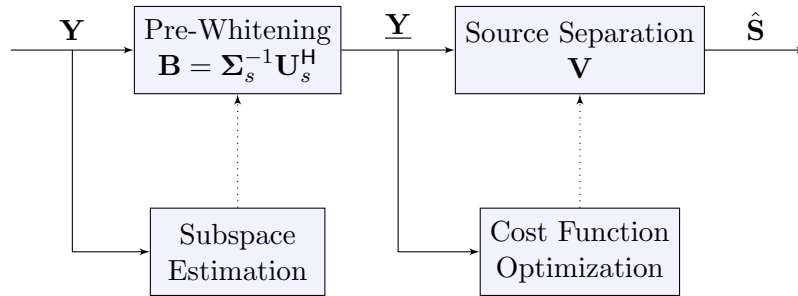 Y
Pre-Whitening
B = Σ_s^{-1} U_s^H
Y
Source Separation
V
Ŝ
Subspace
Estimation
Cost Function
Optimization